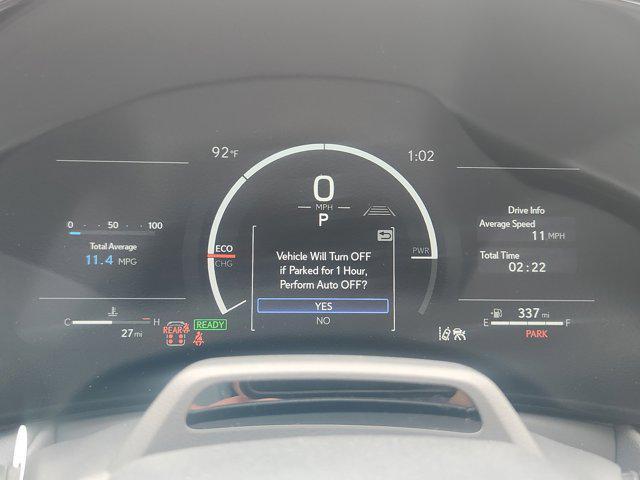 92°F
1:02
0
MPH
P
0 50 100
Total Average
11.4 MPG
ECO
CHG
PWR
Vehicle Will Turn OFF
if Parked for 1 Hour,
Perform Auto OFF?
YES
NO
Drive Info
Average Speed
11 MPH
Total Time
02:22
C H
27 mi
REAR
READY
337 mi
E F
PARK